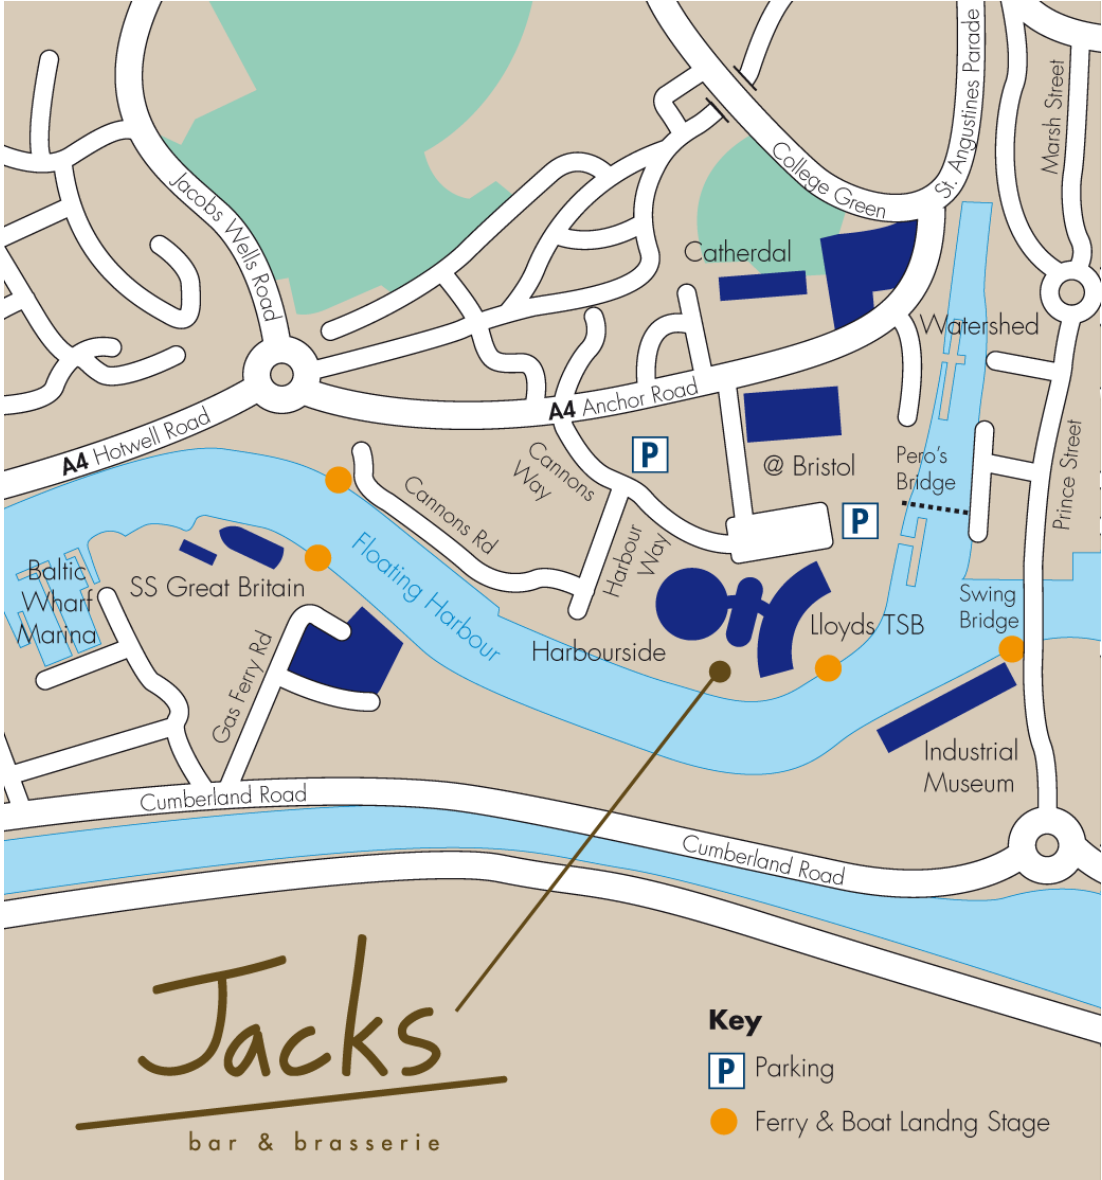 St. Angustines Parade
Marsh Street
College Green
Jacobs Wells Road
Catherdal
Watershed
A4 Anchor Road
A4 Hotwell Road
Prince Street
Cannons
Way
P
@ Bristol
Pero's
Bridge
Cannons Rd
P
Harbour
Way
Floating Harbour
Baltic
Wharf
Marina
SS Great Britain
Swing
Bridge
Lloyds TSB
Harbourside
Gas Ferry Rd
Industrial
Museum
Cumberland Road
Cumberland Road
Jacks
bar & brasserie
Key
P Parking
Ferry & Boat Landng Stage